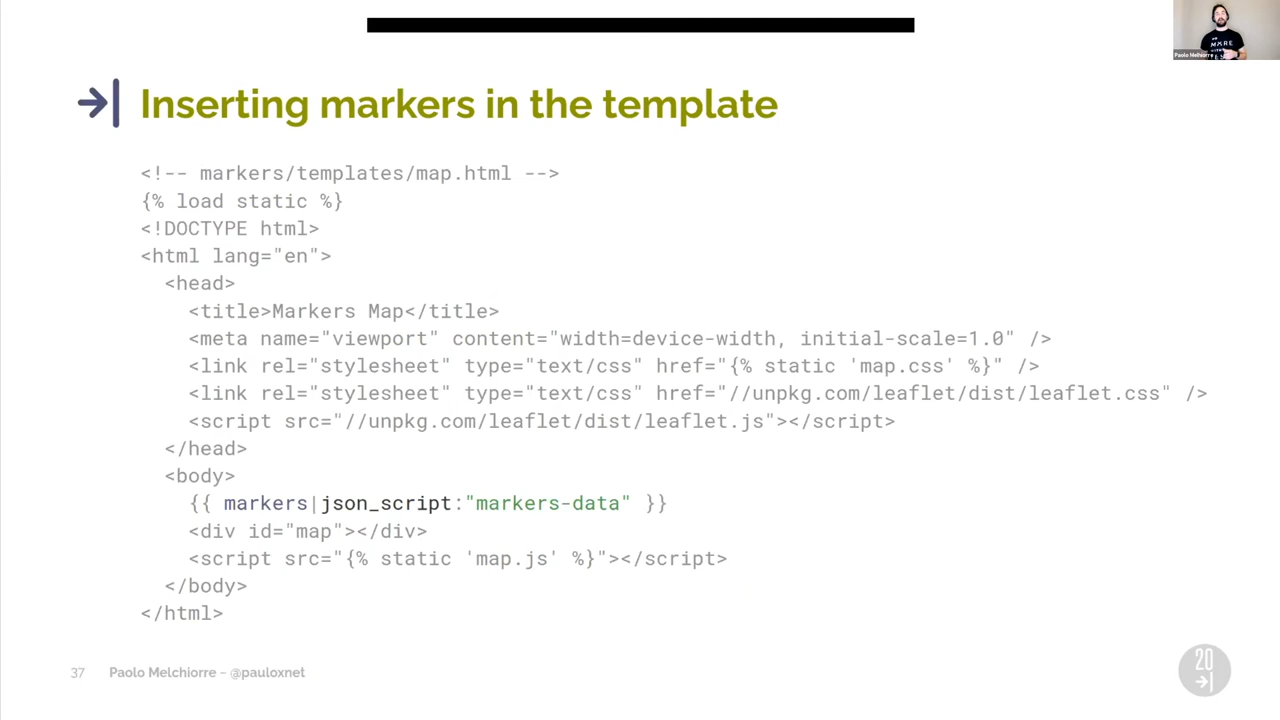 Paolo Melhiorre
Inserting markers in the template
<!-- markers/templates/map.html -->
{% load static %}
<!DOCTYPE html>
<html lang="en">
<head>
<title>Markers Map</title>
<meta name="viewport" content="width=device-width, initial-scale=1.0" />
<link rel="stylesheet" type="text/css" href="{% static 'map.css' %}" />
<link rel="stylesheet" type="text/css" href="//unpkg.com/leaflet/dist/leaflet.css" />
<script src="//unpkg.com/leaflet/dist/leaflet.js"></script>
</head>
<body>
{{ markers|json_script:"markers-data" }}
<div id="map"></div>
<script src="{% static 'map.js' %}"></script>
</body>
</html>
37 Paolo Melchiorre – @pauloxnet
20